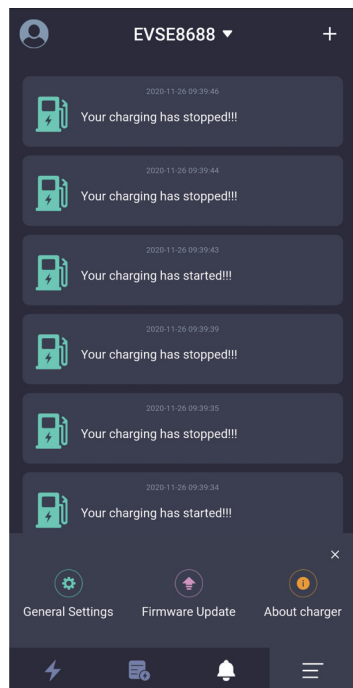 EVSE8688
2020-11-26 09:39:46
Your charging has stopped!!!
2020-11-26 09:39:44
Your charging has stopped!!!
2020-11-26 09:39:43
Your charging has started!!!
2020-11-26 09:39:39
Your charging has stopped!!!
2020-11-26 09:39:35
Your charging has stopped!!!
2020-11-26 09:39:34
Your charging has started!!!
General Settings Firmware Update About charger